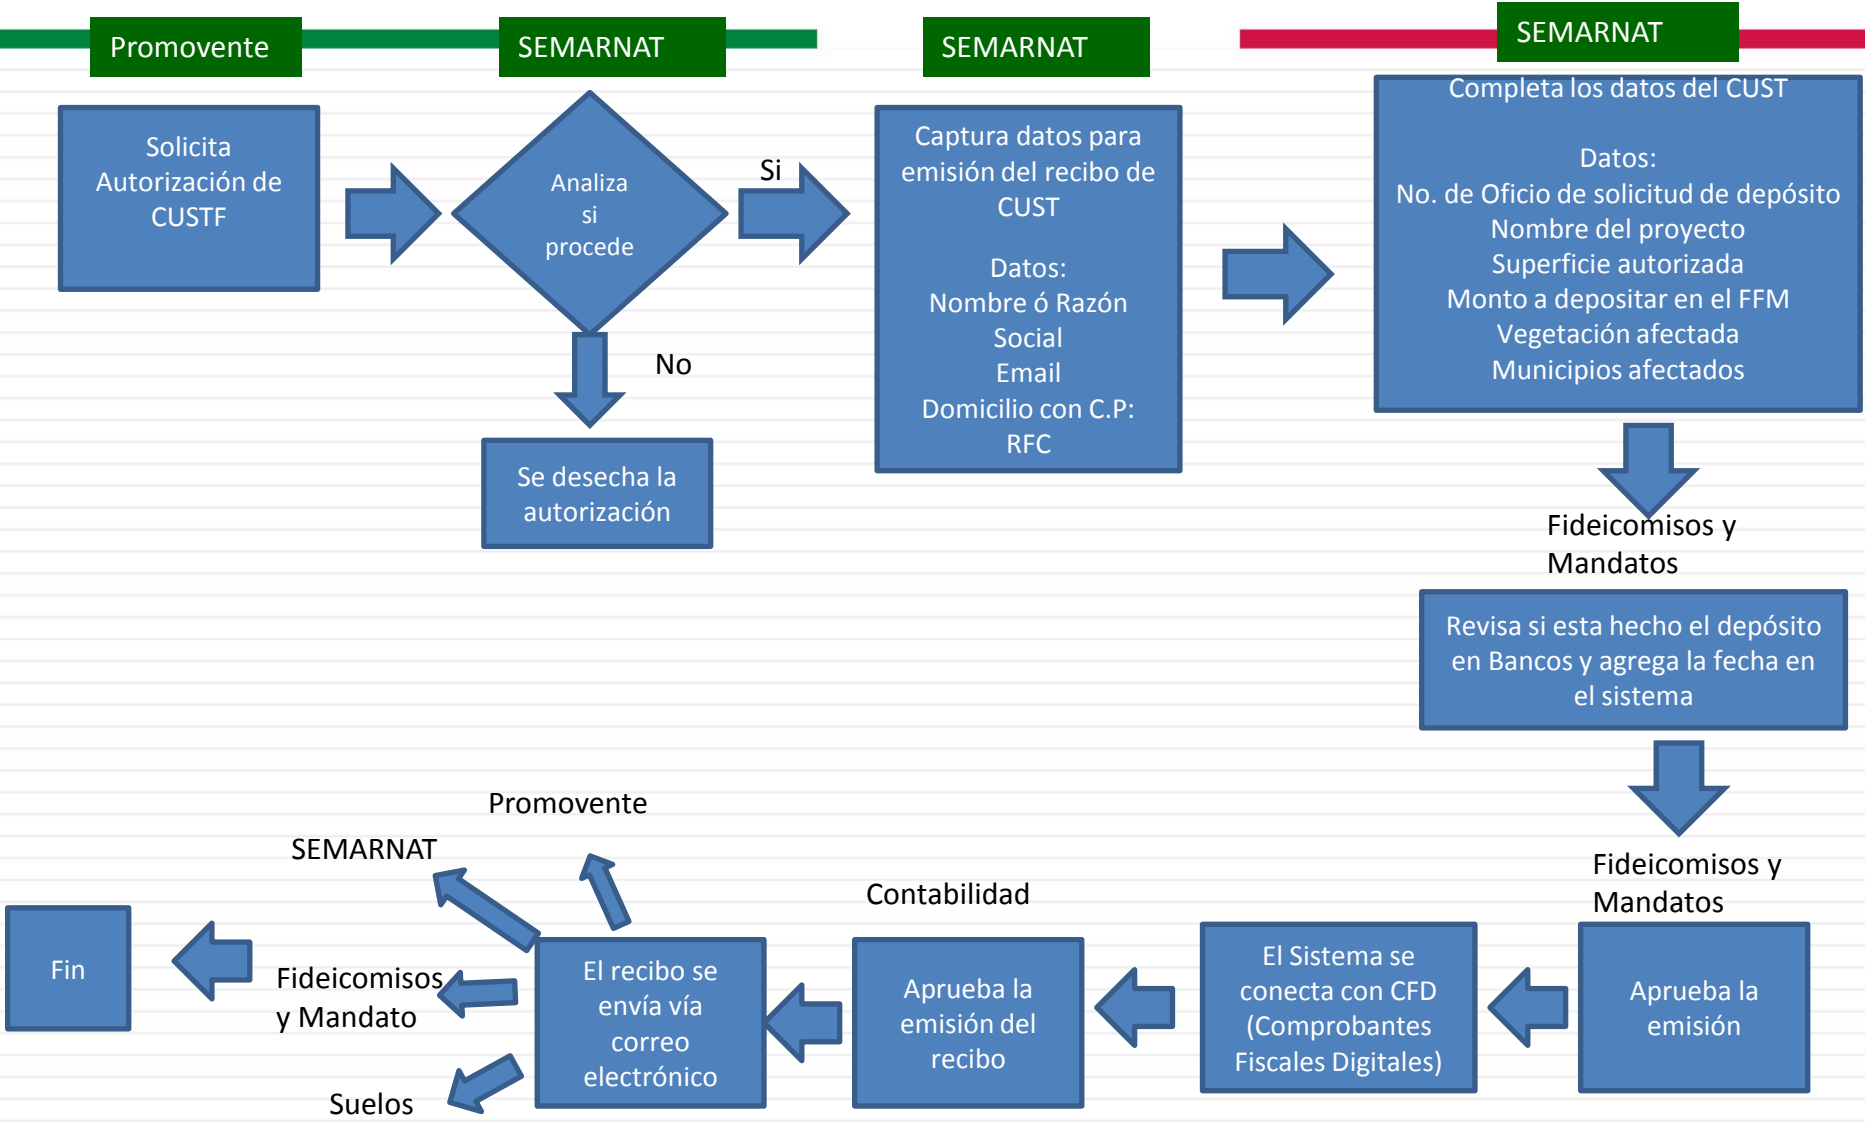 Promovente
SEMARNAT
SEMARNAT
SEMARNAT
Solicita
Autorización de
CUSTF
Analiza
si
procede
Si
No
Se desecha la
autorización
Captura datos para
emisión del recibo de
CUST
Datos:
Nombre ó Razón
Social
Email
Domicilio con C.P:
RFC
Completa los datos del CUST
Datos:
No. de Oficio de solicitud de depósito
Nombre del proyecto
Superficie autorizada
Monto a depositar en el FFM
Vegetación afectada
Municipios afectados
Fideicomisos y
Mandatos
Revisa si esta hecho el depósito
en Bancos y agrega la fecha en
el sistema
Fideicomisos y
Mandatos
Aprueba la
emisión
El Sistema se
conecta con CFD
(Comprobantes
Fiscales Digitales)
Contabilidad
Aprueba la
emisión del
recibo
El recibo se
envía vía
correo
electrónico
Promovente
SEMARNAT
Fideicomisos
y Mandato
Suelos
Fin